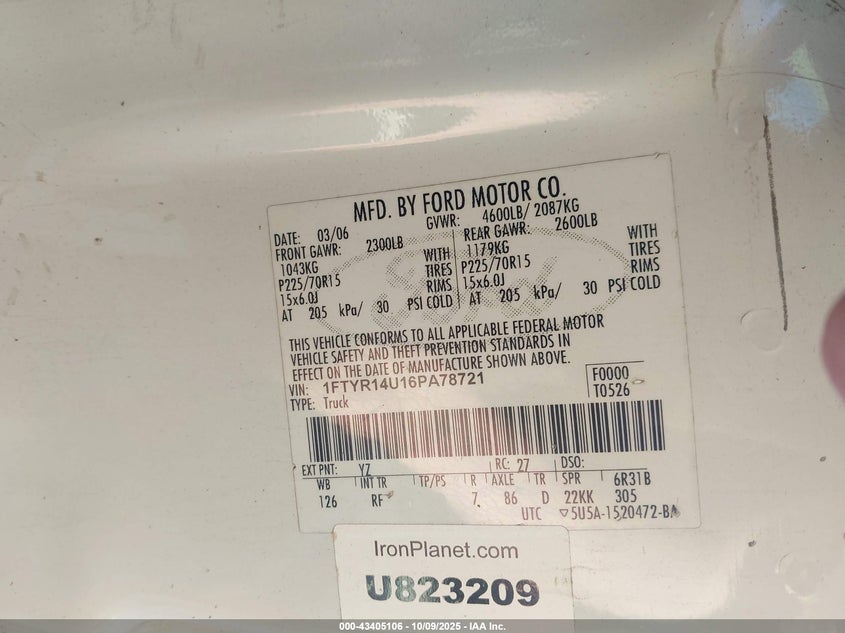 MFD. BY FORD MOTOR CO.
DATE: 03/06 GVWR: 4600LB/ 2087KG
FRONT GAWR: 2300LB REAR GAWR: 2600LB
1043KG WITH 1179KG WITH
P225/70R15 TIRES P225/70R15 TIRES
15x6.0J RIMS 15x6.0J RIMS
AT 205 kPa/ 30 PSI COLD AT 205 kPa/ 30 PSI COLD
THIS VEHICLE CONFORMS TO ALL APPLICABLE FEDERAL MOTOR
VEHICLE SAFETY AND THEFT PREVENTION STANDARDS IN
EFFECT ON THE DATE OF MANUFACTURE SHOWN ABOVE.
VIN: 1FTYR14U16PA78721 F0000
TYPE: Truck T0526
EXT PNT: YZ RC: 27 DSO:
WB INT TR TP/PS R AXLE TR SPR 6R31B
126 RF 7 86 D 22KK 305
UTC ▽5U5A-1520472-BA
Ford
IronPlanet.com
U823209
000-43405106 - 10/09/2025 - IAA Inc.